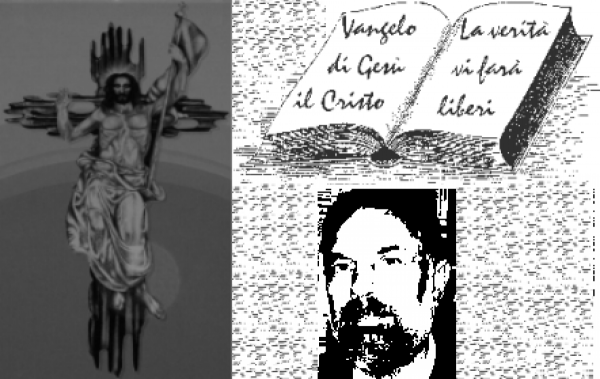 Vangelo
di Gesù
il Cristo
La verità
vi farà
liberi